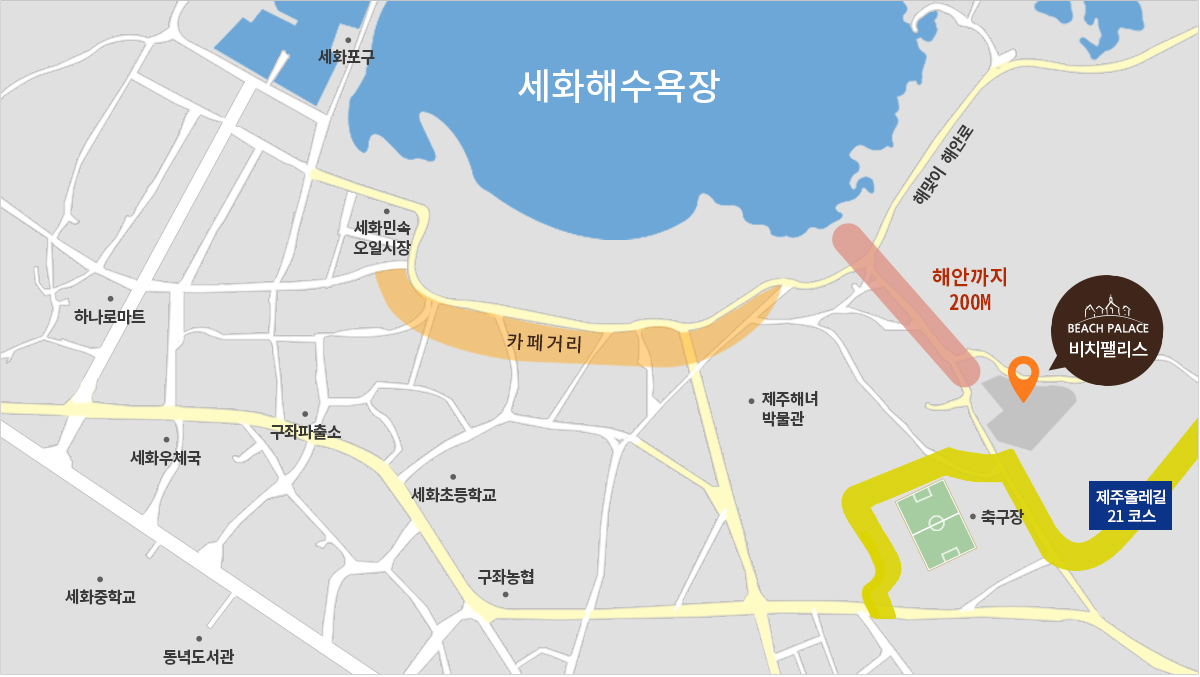 세화포구
세화해수욕장
해맞이 해안로
세화민속
오일시장
해안까지
200M
하나로마트
BEACH PALACE
비치팰리스
카페거리
제주해녀
박물관
구좌파출소
세화우체국
세화초등학교
제주올레길
21 코스
축구장
구좌농협
세화중학교
동녁도서관